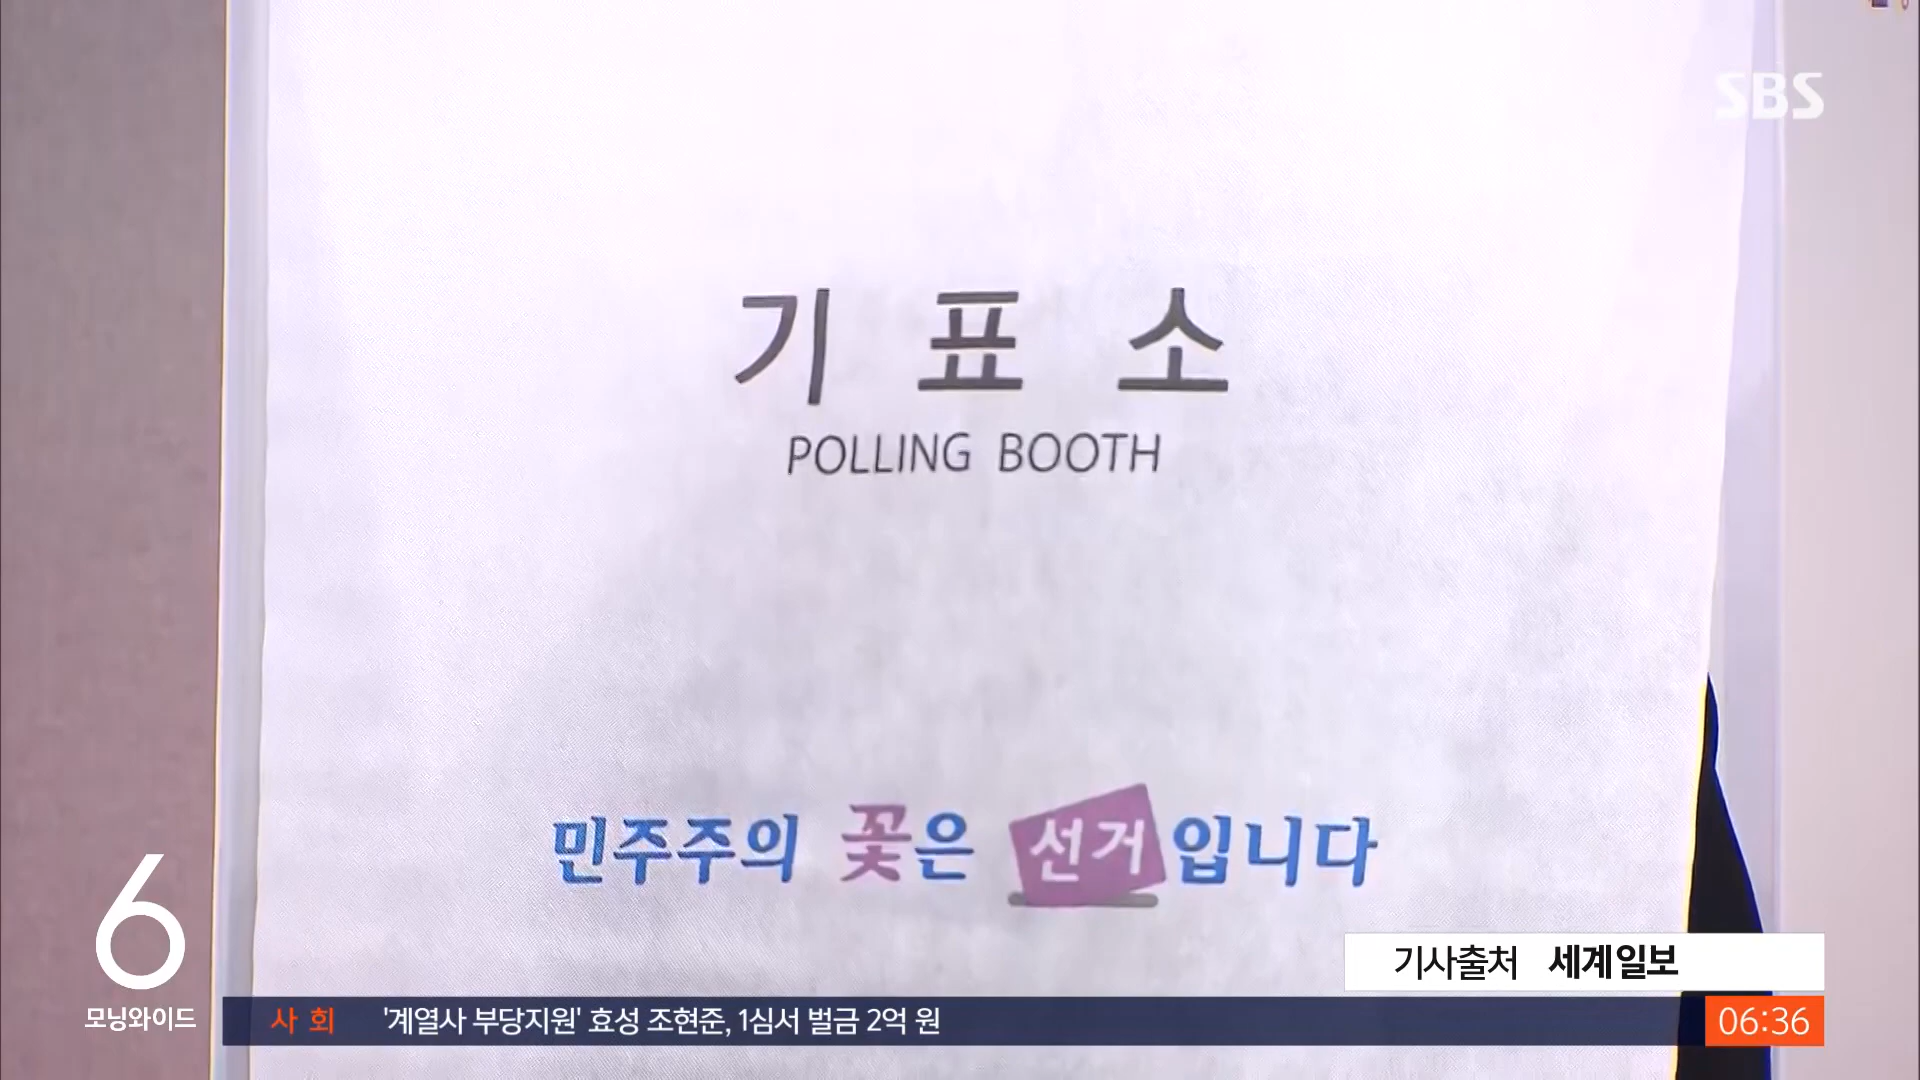 SBS
기표소
POLLING BOOTH
민주주의 꽃은 선거입니다
기사출처 세계일보
6
모닝와이드
사회 '계열사 부당지원' 효성 조현준, 1심서 벌금 2억 원
06:36